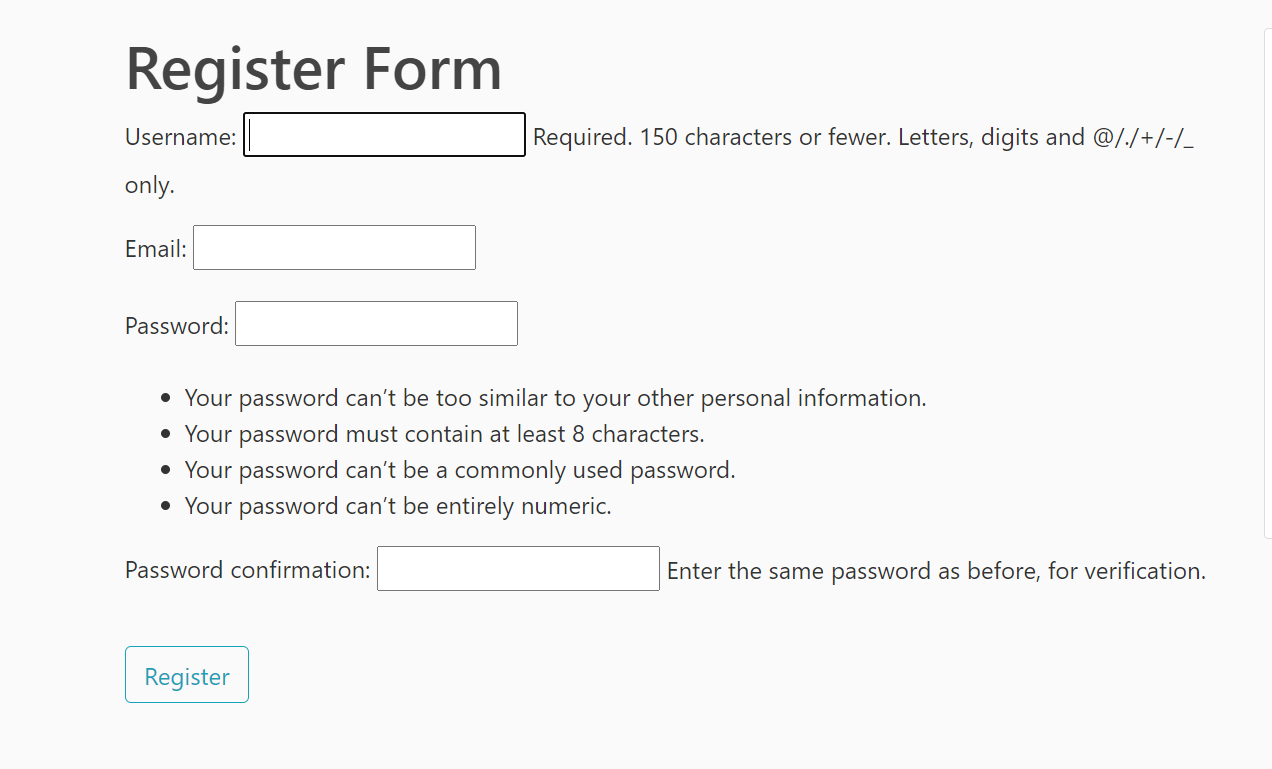 Register Form
Username: Required. 150 characters or fewer. Letters, digits and @/./+/-/_
only.
Email:
Password:
• Your password can’t be too similar to your other personal information.
• Your password must contain at least 8 characters.
• Your password can’t be a commonly used password.
• Your password can’t be entirely numeric.
Password confirmation: Enter the same password as before, for verification.
Register